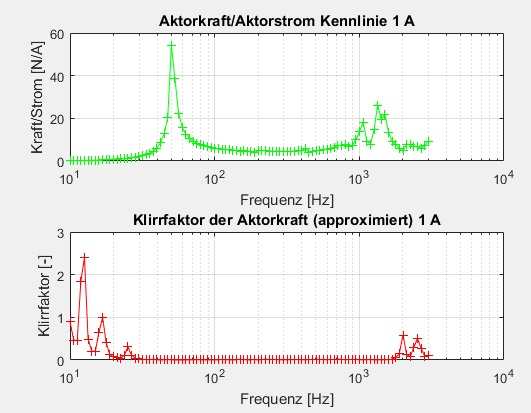 Aktorkraft/Aktorstrom Kennlinie 1 A
60
40
20
0
Kraft/Strom [N/A]
10^1
10^2
10^3
10^4
Frequenz [Hz]
Klirrfaktor der Aktorkraft (approximiert) 1 A
3
2
1
0
Klirrfaktor [-]
10^1
10^2
10^3
10^4
Frequenz [Hz]